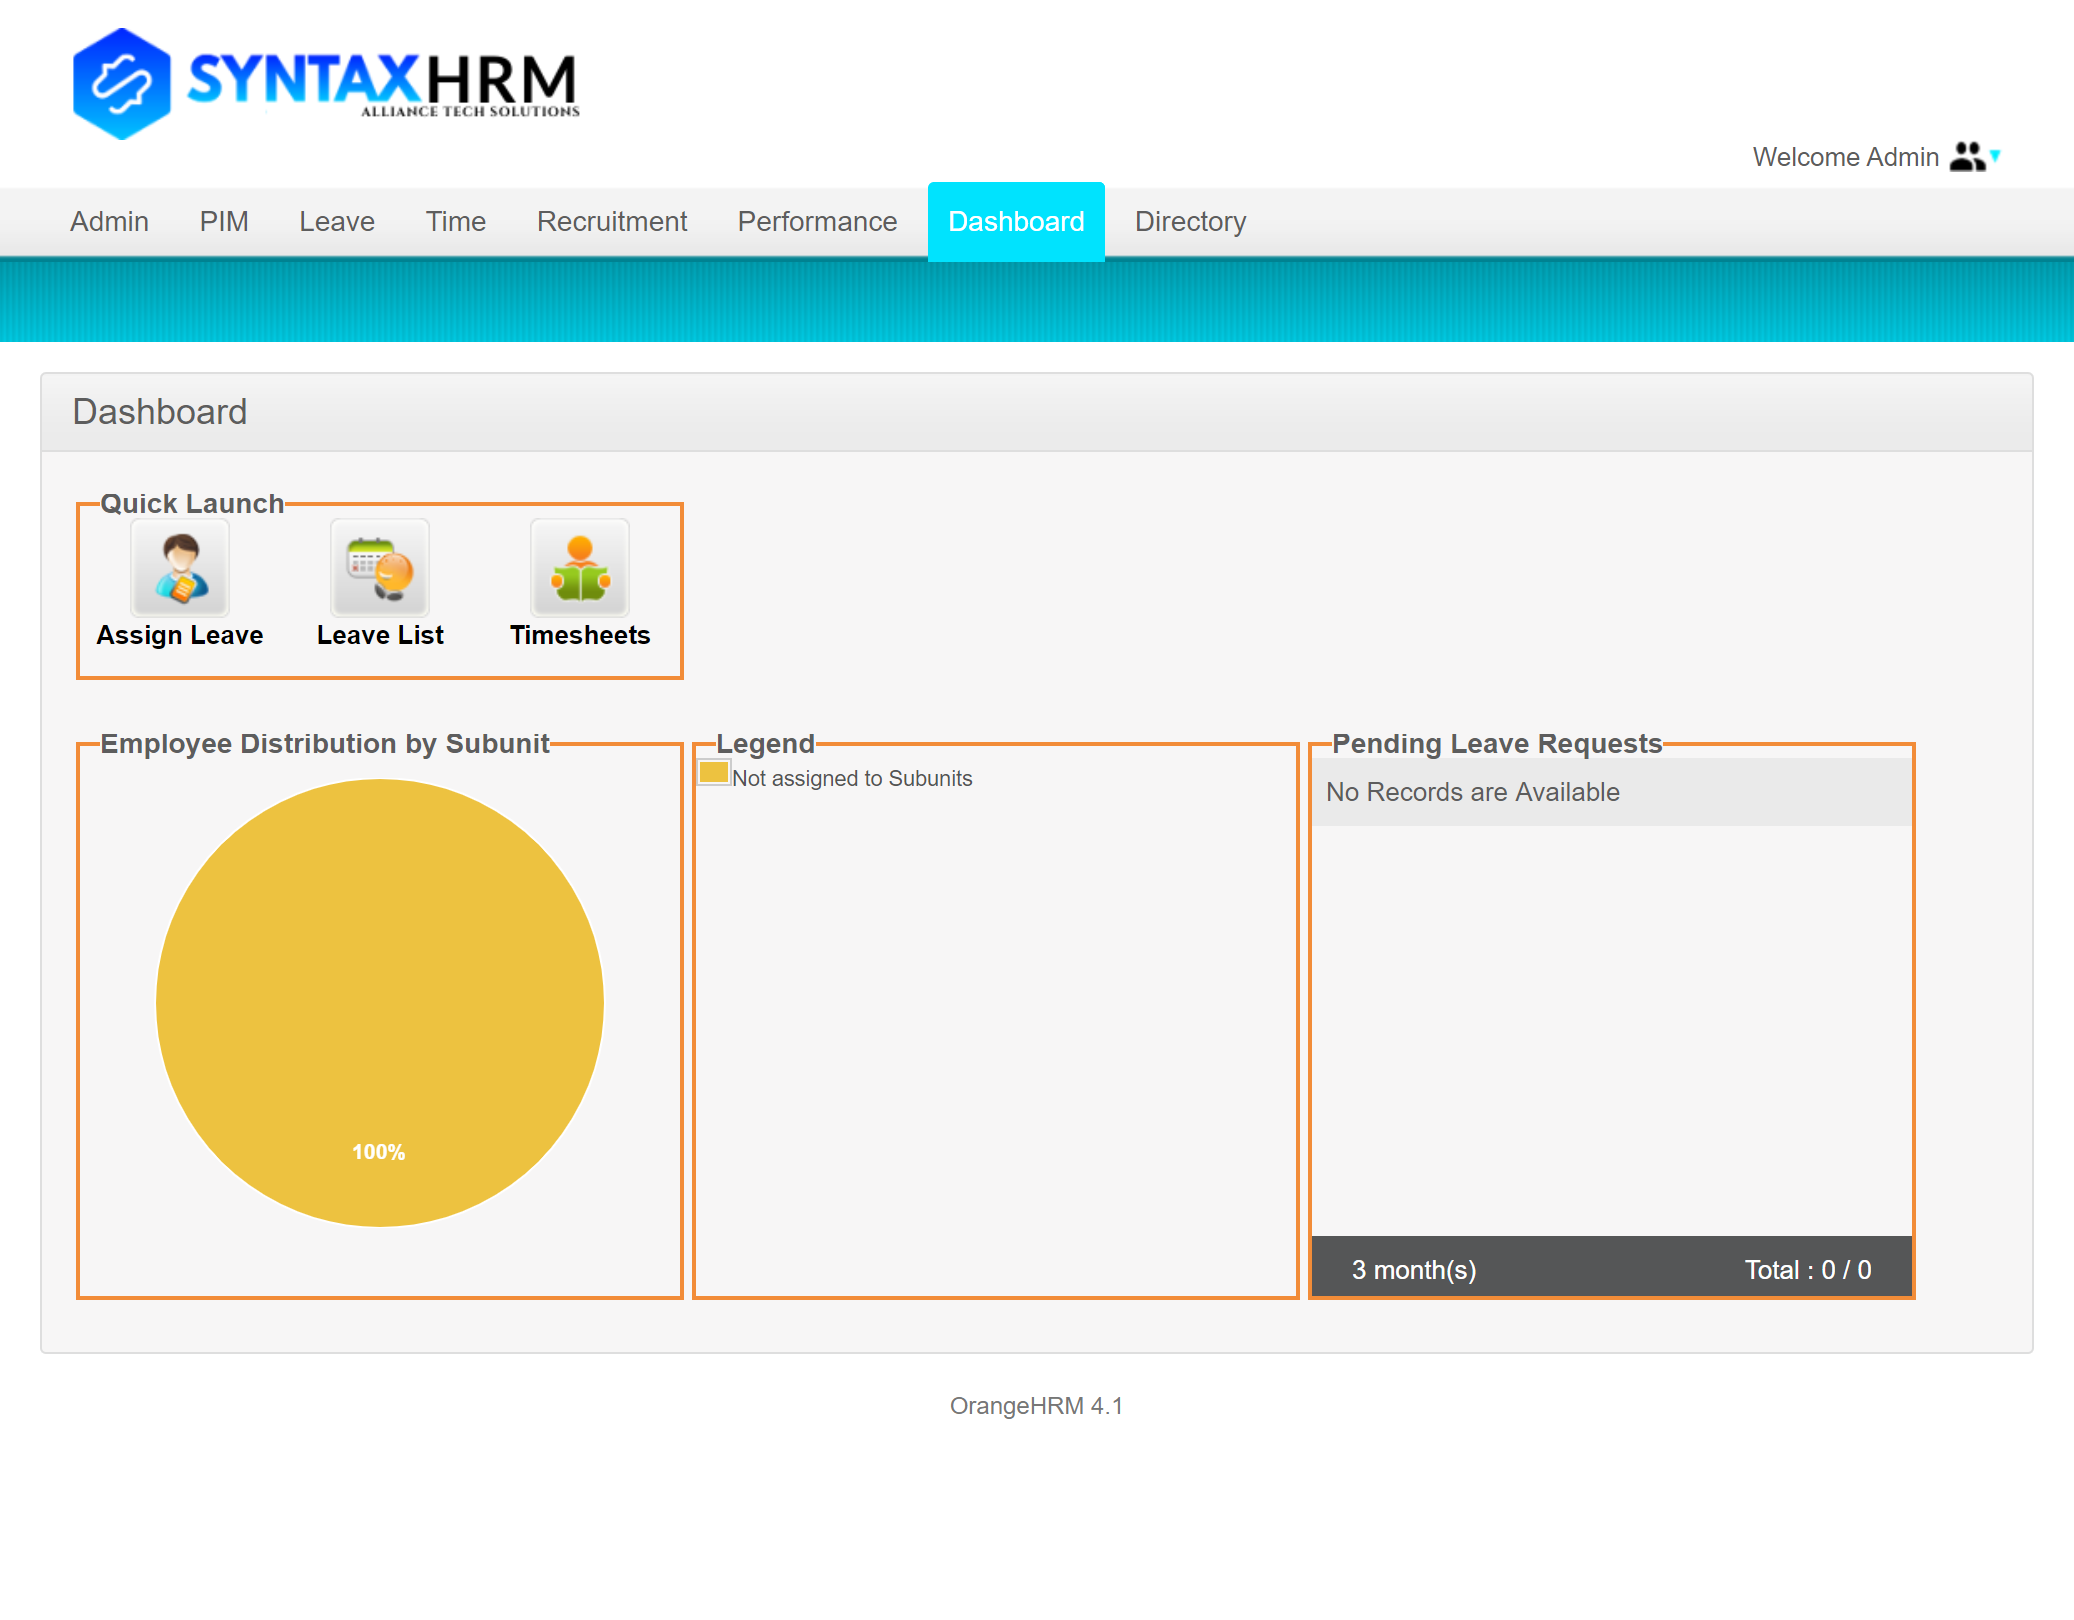 SYNTAXHRM
ALLIANCE TECH SOLUTIONS
Welcome Admin
Admin PIM Leave Time Recruitment Performance Dashboard Directory
Dashboard
Quick Launch
Assign Leave Leave List Timesheets
Employee Distribution by Subunit
100%
Legend
Not assigned to Subunits
Pending Leave Requests
No Records are Available
3 month(s) Total : 0 / 0
OrangeHRM 4.1